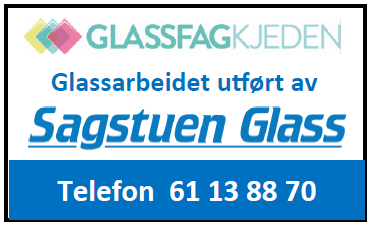 GLASSFAGKJEDEN
Glassarbeidet utført av
Sagstuen Glass
Telefon 61 13 88 70